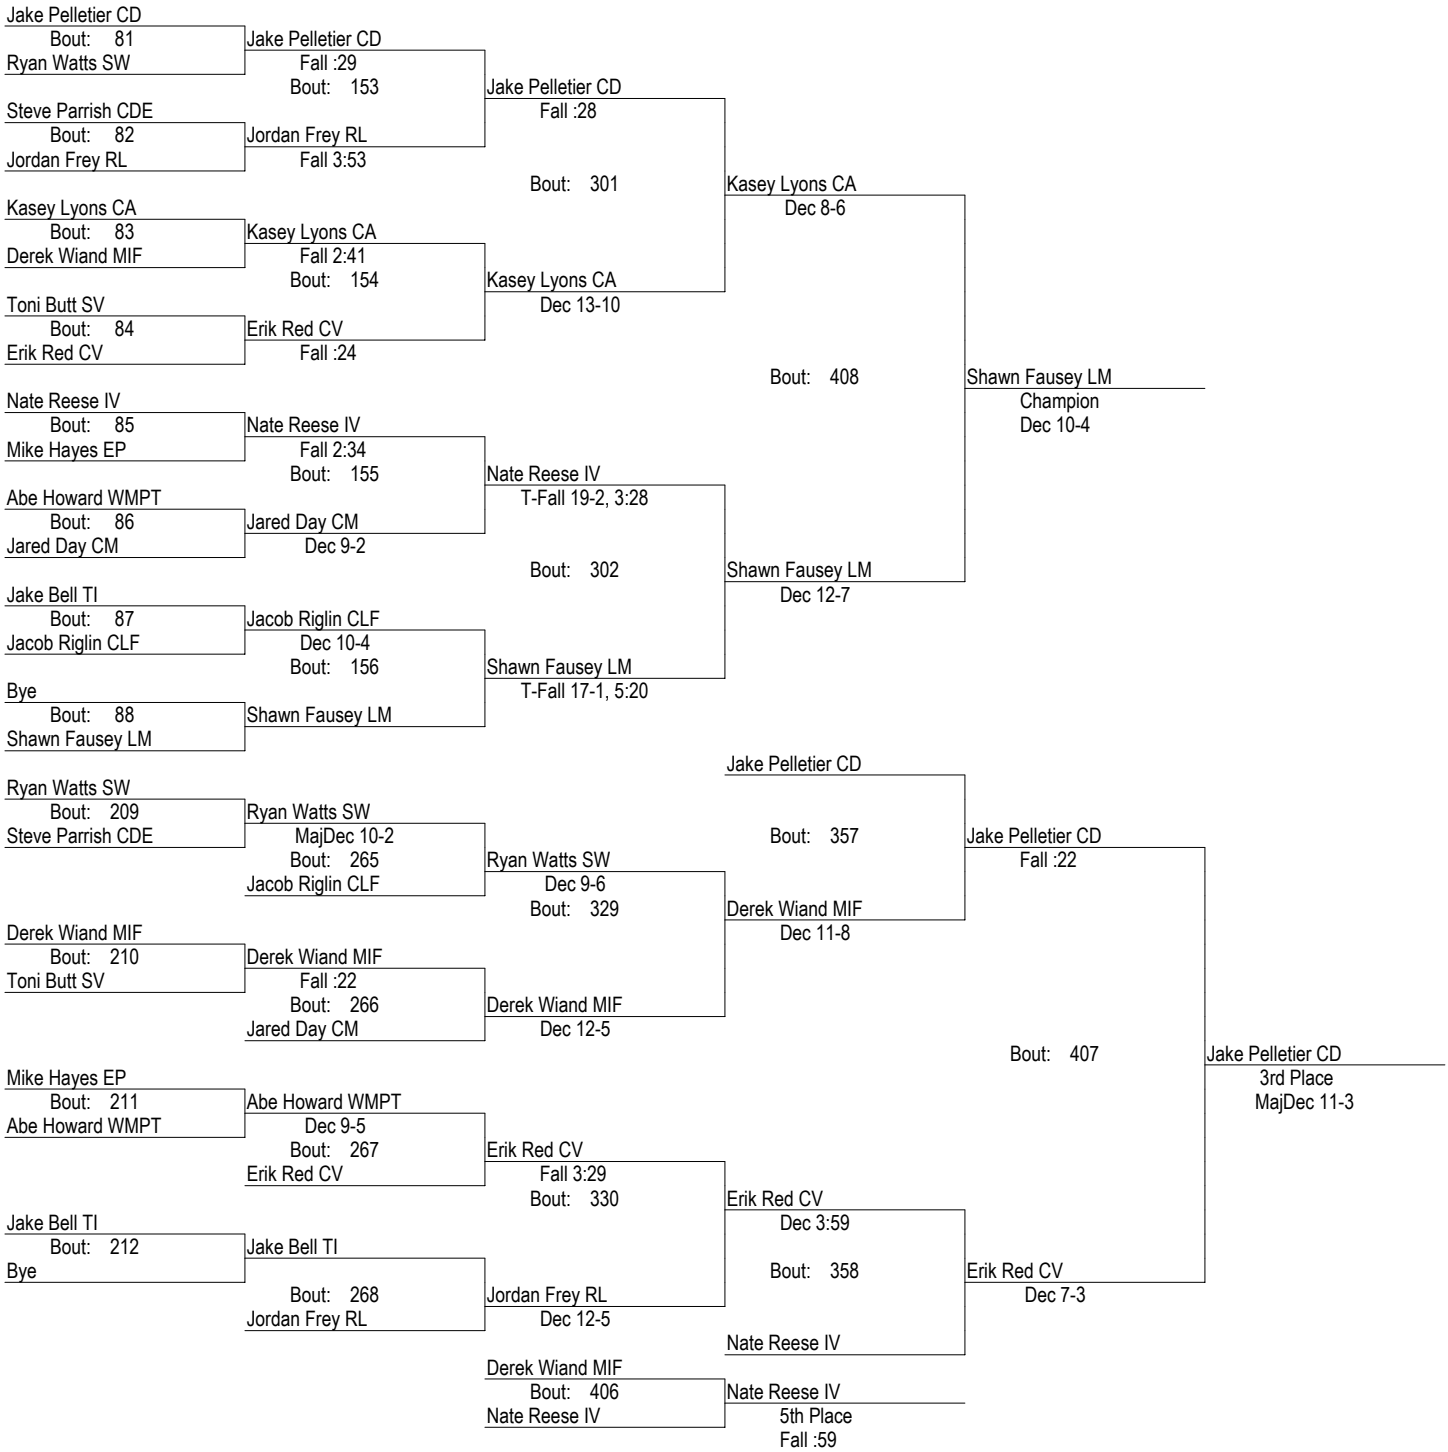 Jake Pelletier CD
Bout: 81
Ryan Watts SW
Jake Pelletier CD
Fall :29
Bout: 153
Steve Parrish CDE
Bout: 82
Jordan Frey RL
Jordan Frey RL
Fall 3:53
Jake Pelletier CD
Fall :28
Bout: 301
Kasey Lyons CA
Bout: 83
Derek Wiand MIF
Kasey Lyons CA
Fall 2:41
Bout: 154
Toni Butt SV
Bout: 84
Erik Red CV
Erik Red CV
Fall :24
Kasey Lyons CA
Dec 13-10
Kasey Lyons CA
Dec 8-6
Bout: 408
Nate Reese IV
Bout: 85
Mike Hayes EP
Nate Reese IV
Fall 2:34
Bout: 155
Abe Howard WMPT
Bout: 86
Jared Day CM
Jared Day CM
Dec 9-2
Nate Reese IV
T-Fall 19-2, 3:28
Bout: 302
Jake Bell TI
Bout: 87
Jacob Riglin CLF
Jacob Riglin CLF
Dec 10-4
Bout: 156
Bye
Bout: 88
Shawn Fausey LM
Shawn Fausey LM
Shawn Fausey LM
T-Fall 17-1, 5:20
Shawn Fausey LM
Dec 12-7
Shawn Fausey LM
Champion
Dec 10-4
Ryan Watts SW
Bout: 209
Steve Parrish CDE
Ryan Watts SW
MajDec 10-2
Bout: 265
Jacob Riglin CLF
Ryan Watts SW
Dec 9-6
Bout: 329
Derek Wiand MIF
Bout: 210
Toni Butt SV
Derek Wiand MIF
Fall :22
Bout: 266
Jared Day CM
Derek Wiand MIF
Dec 12-5
Jake Pelletier CD
Bout: 357
Derek Wiand MIF
Dec 11-8
Jake Pelletier CD
Fall :22
Bout: 407
Mike Hayes EP
Bout: 211
Abe Howard WMPT
Abe Howard WMPT
Dec 9-5
Bout: 267
Erik Red CV
Erik Red CV
Fall 3:29
Bout: 330
Jake Bell TI
Bout: 212
Bye
Jake Bell TI
Bout: 268
Jordan Frey RL
Jordan Frey RL
Dec 12-5
Erik Red CV
Dec 3:59
Bout: 358
Nate Reese IV
Erik Red CV
Dec 7-3
Jake Pelletier CD
3rd Place
MajDec 11-3
Derek Wiand MIF
Bout: 406
Nate Reese IV
Nate Reese IV
5th Place
Fall :59